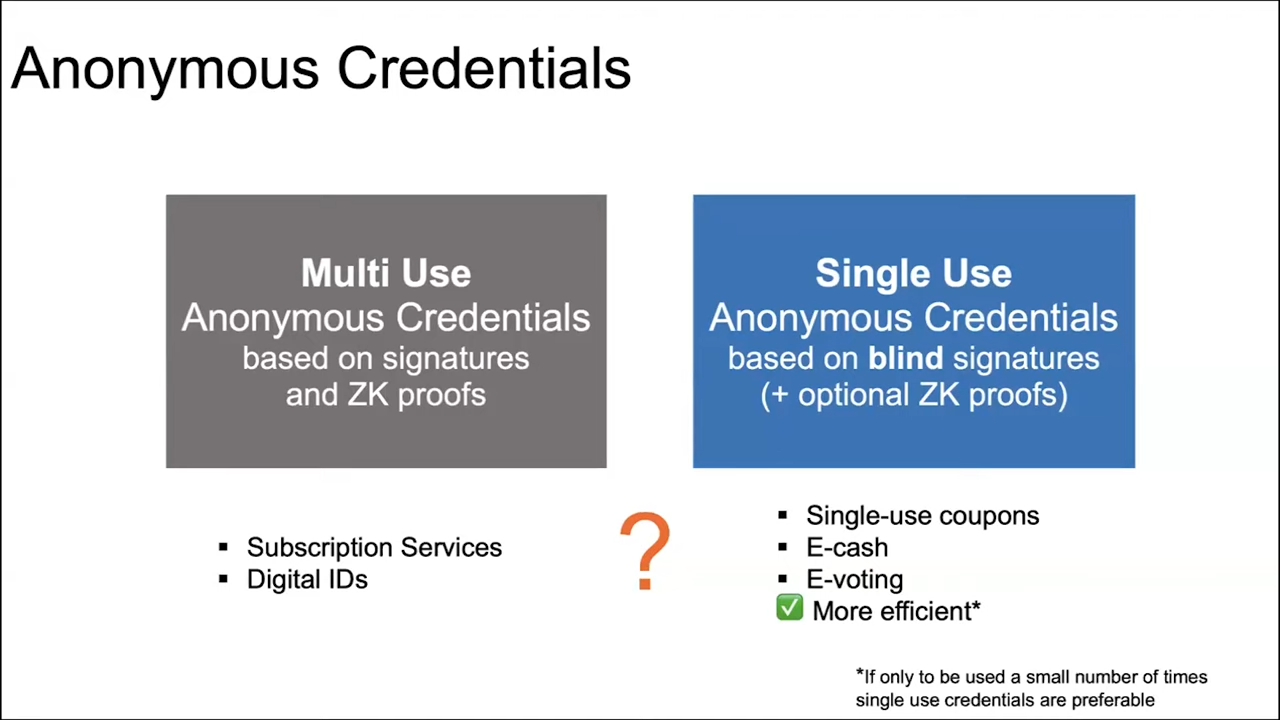 Anonymous Credentials
Multi Use
Anonymous Credentials
based on signatures
and ZK proofs
Single Use
Anonymous Credentials
based on blind signatures
(+ optional ZK proofs)
▪ Subscription Services
▪ Digital IDs
?
▪ Single-use coupons
▪ E-cash
▪ E-voting
✅ More efficient*
*If only to be used a small number of times
single use credentials are preferable